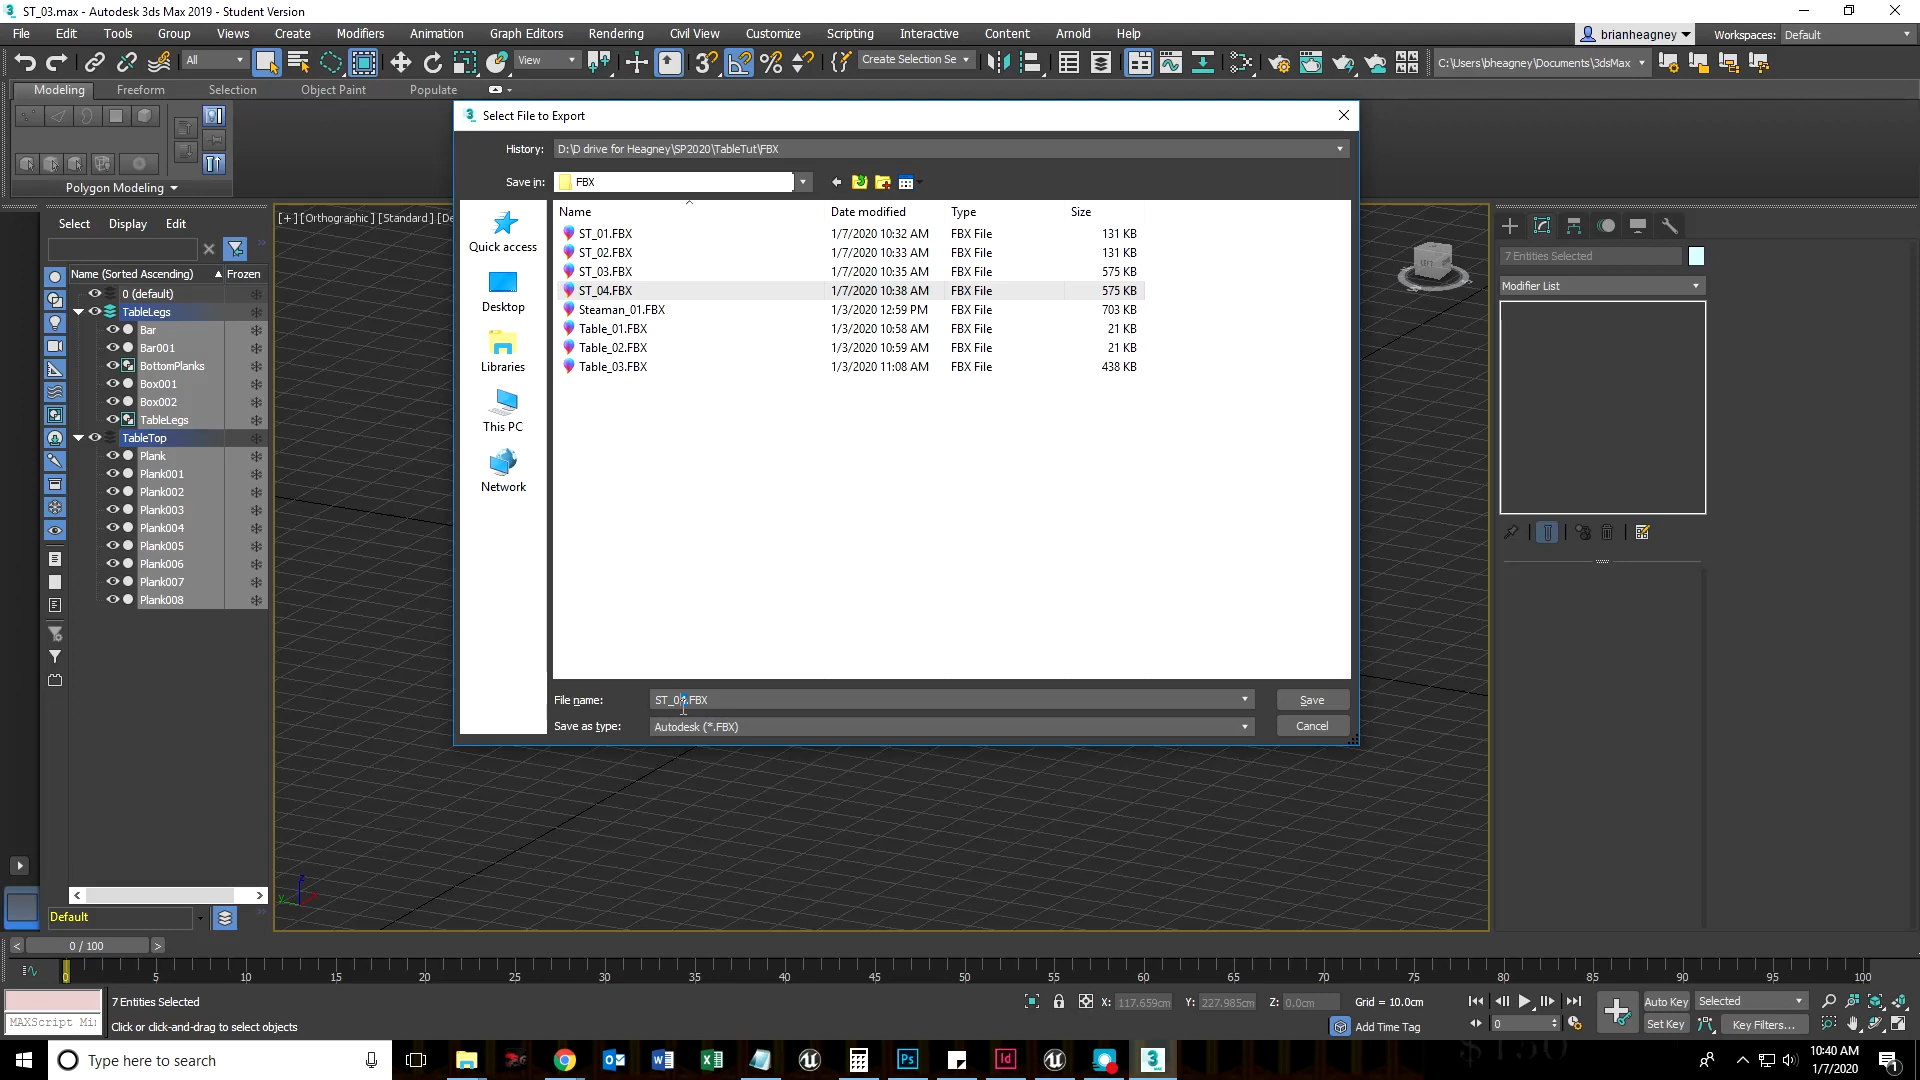 ST_03.max - Autodesk 3ds Max 2019 - Student Version
File Edit Tools Group Views Create Modifiers Animation Graph Editors Rendering Civil View Customize Scripting Interactive Content Arnold Help
brianheagney Workspaces: Default
All View Create Selection Se C:\Users\bheagney\Documents\3dsMax
Modeling Freeform Selection Object Paint Populate
Polygon Modeling
Select File to Export
History: D:\D drive for Heagney\SP2020\TableTut\FBX
Save in: FBX
Name Date modified Type Size
ST_01.FBX 1/7/2020 10:32 AM FBX File 131 KB
ST_02.FBX 1/7/2020 10:33 AM FBX File 131 KB
ST_03.FBX 1/7/2020 10:35 AM FBX File 575 KB
ST_04.FBX 1/7/2020 10:38 AM FBX File 575 KB
Steaman_01.FBX 1/3/2020 12:59 PM FBX File 703 KB
Table_01.FBX 1/3/2020 10:58 AM FBX File 21 KB
Table_02.FBX 1/3/2020 10:59 AM FBX File 21 KB
Table_03.FBX 1/3/2020 11:08 AM FBX File 438 KB
Quick access
Desktop
Libraries
This PC
Network
File name: .FBX Save
Save as type: Autodesk (*.FBX) Cancel
Select Display Edit
Name (Sorted Ascending) Frozen
0 (default)
TableLegs
Bar
Bar001
BottomPlanks
Box001
Box002
TableLegs
TableTop
Plank
Plank001
Plank002
Plank003
Plank004
Plank005
Plank006
Plank007
Plank008
Default
[+] [Orthographic] [Standard] [De
7 Entities Selected
Modifier List
0 / 100
0 5 10 15 20 25 30 35 40 45 50 55 60 65 70 75 80 85 90 95 100
7 Entities Selected
X: 117.659cm Y: 227.985cm Z: 0.0cm Grid = 10.0cm
Auto Key Selected
MAXScript Mi
Click or click-and-drag to select objects
Add Time Tag
0
Set Key Key Filters...
Type here to search
10:40 AM
1/7/2020
$150